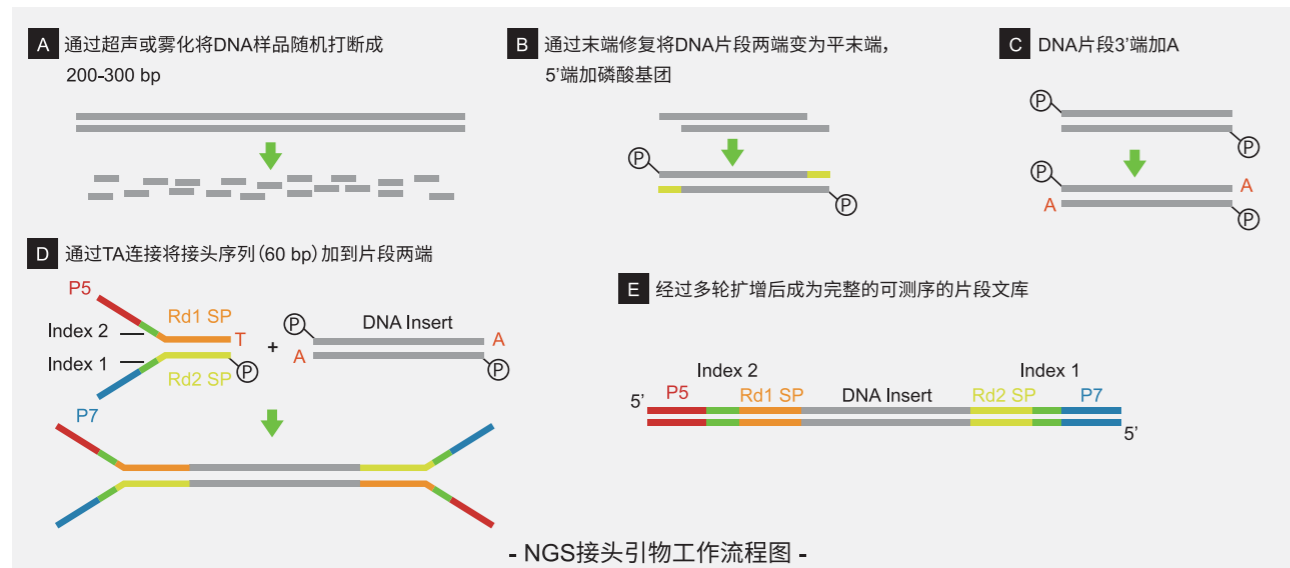 A 通过超声或雾化将DNA样品随机打断成
200-300 bp
B 通过末端修复将DNA片段两端变为平末端，
5’端加磷酸基团
C DNA片段3’端加A
P
P
P
P
P
A
A
P
D 通过TA连接将接头序列（60 bp）加到片段两端
P5
Rd1 SP
Index 2
T
Index 1
Rd2 SP
P
P7
+
P
DNA Insert
A
A
P
E 经过多轮扩增后成为完整的可测序的片段文库
Index 2
Index 1
5’
P5
Rd1 SP
DNA Insert
Rd2 SP
P7
5’
- NGS接头引物工作流程图 -